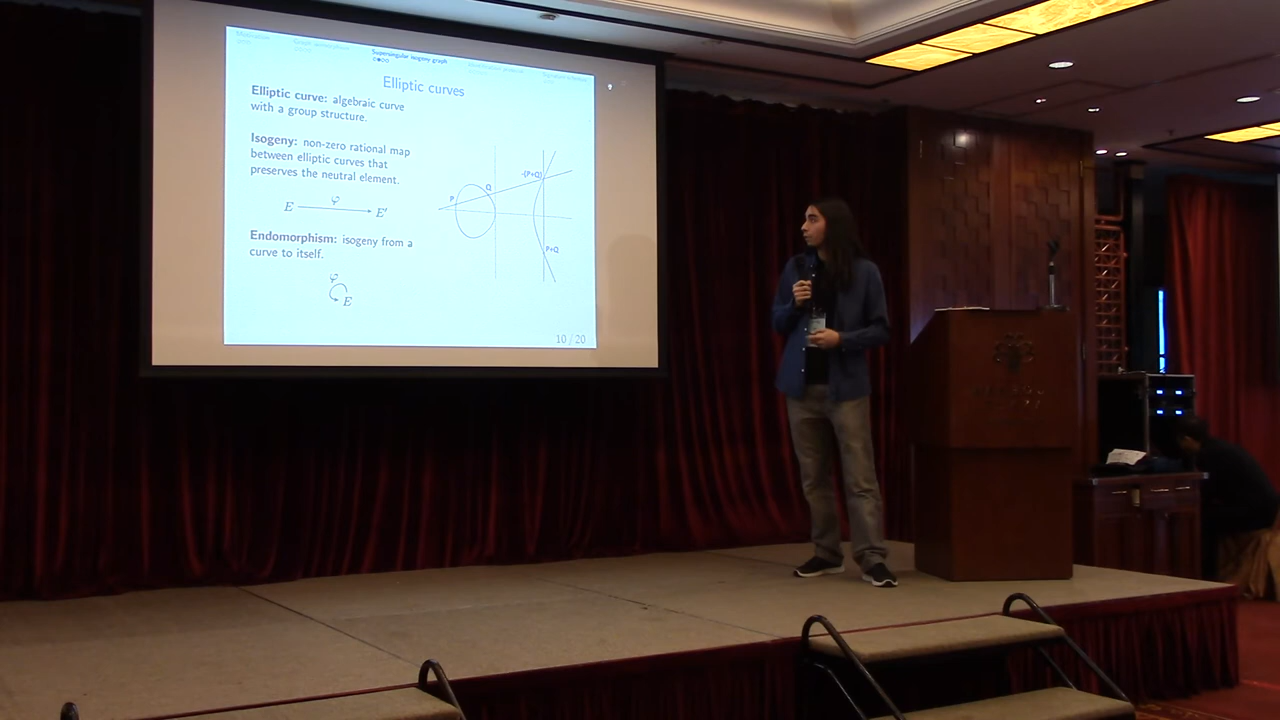 Motivation
Supersingular isogeny graph
Elliptic curves
Elliptic curve: algebraic curve
with a group structure.
Isogeny: non-zero rational map
between elliptic curves that
preserves the neutral element.
φ
E E'
Endomorphism: isogeny from a
curve to itself.
φ
E
P
Q
-(P+Q)
P+Q
10 / 20